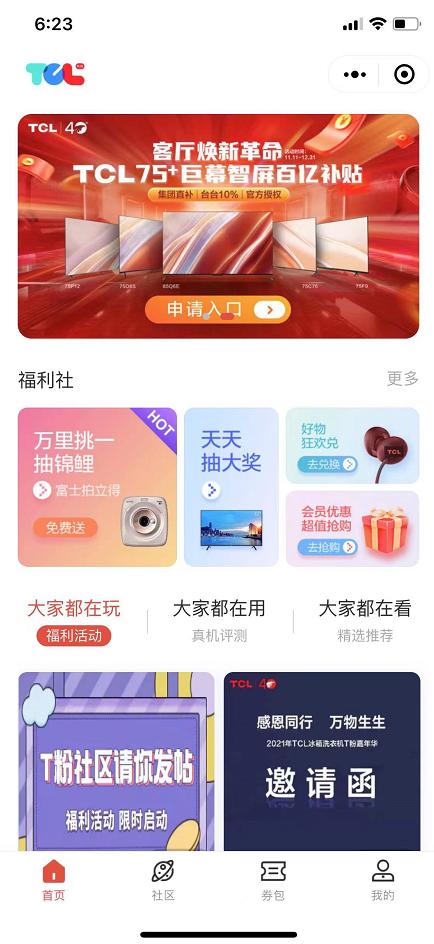 6:23
TCL
TCL 40
客厅焕新革命
活动时间：
11.11-12.31
TCL75+巨幕智屏百亿补贴
集团直补 台台10% 官方授权
75P12
75D8S
85Q6E
75C76
75F9
申请入口
福利社
更多
万里挑一
抽锦鲤
HOT
富士拍立得
免费送
天天
抽大奖
好物
狂欢兑
去兑换
TCL
会员优惠
超值抢购
去抢购
大家都在玩
大家都在用
大家都在看
福利活动
真机评测
精选推荐
T粉社区请你发帖
福利活动 限时启动
TCL 40
感恩同行 万物生生
2021年TCL冰箱洗衣机T粉嘉年华
邀请函
首页
社区
券包
我的